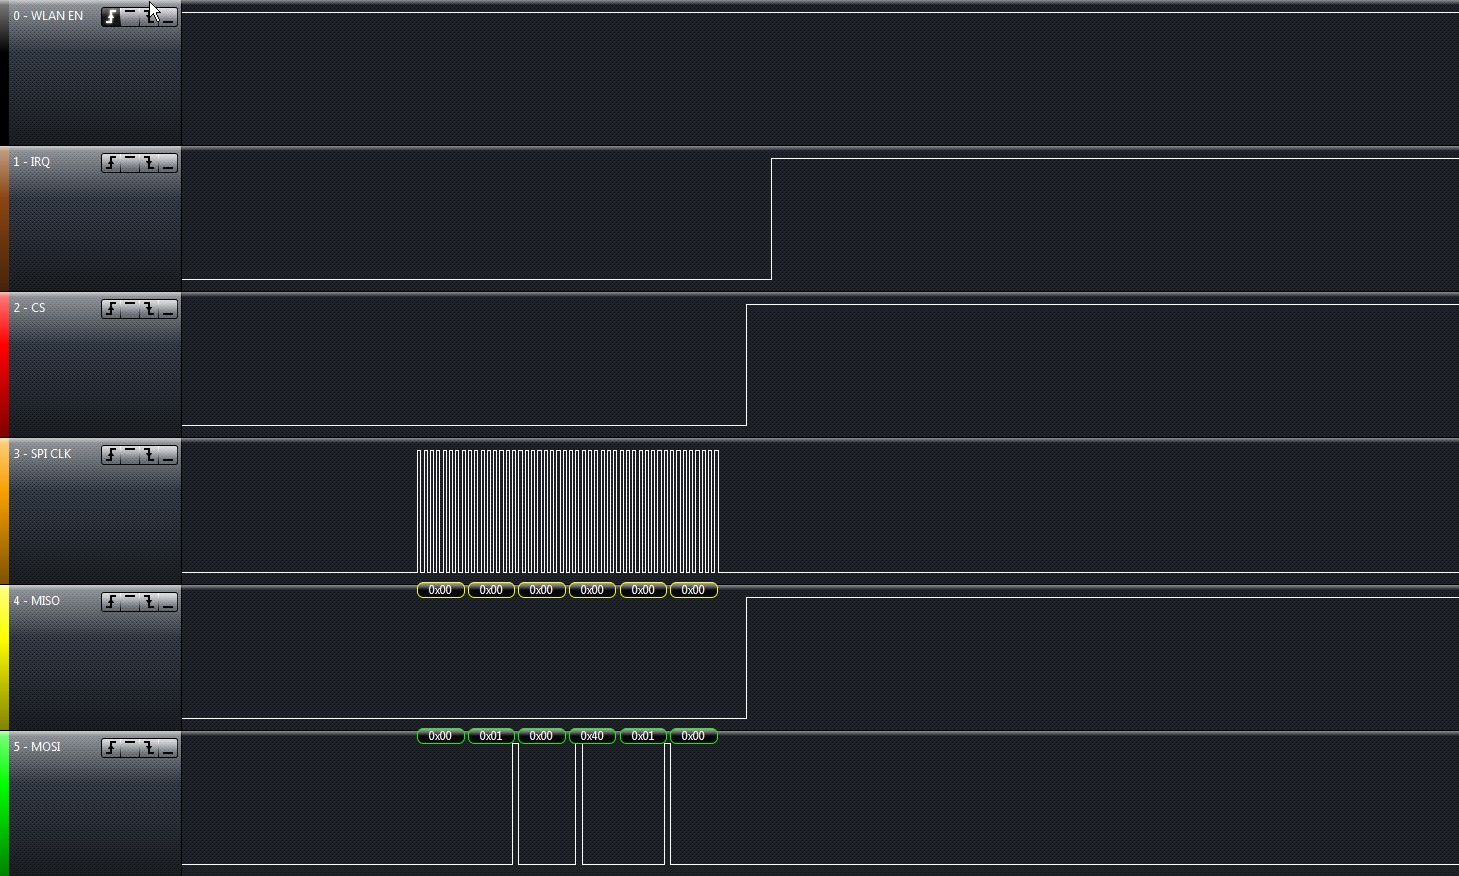 0 - WLAN EN
1 - IRQ
2 - CS
3 - SPI CLK
0x00 0x00 0x00 0x00 0x00 0x00
4 - MISO
0x00 0x01 0x00 0x40 0x01 0x00
5 - MOSI